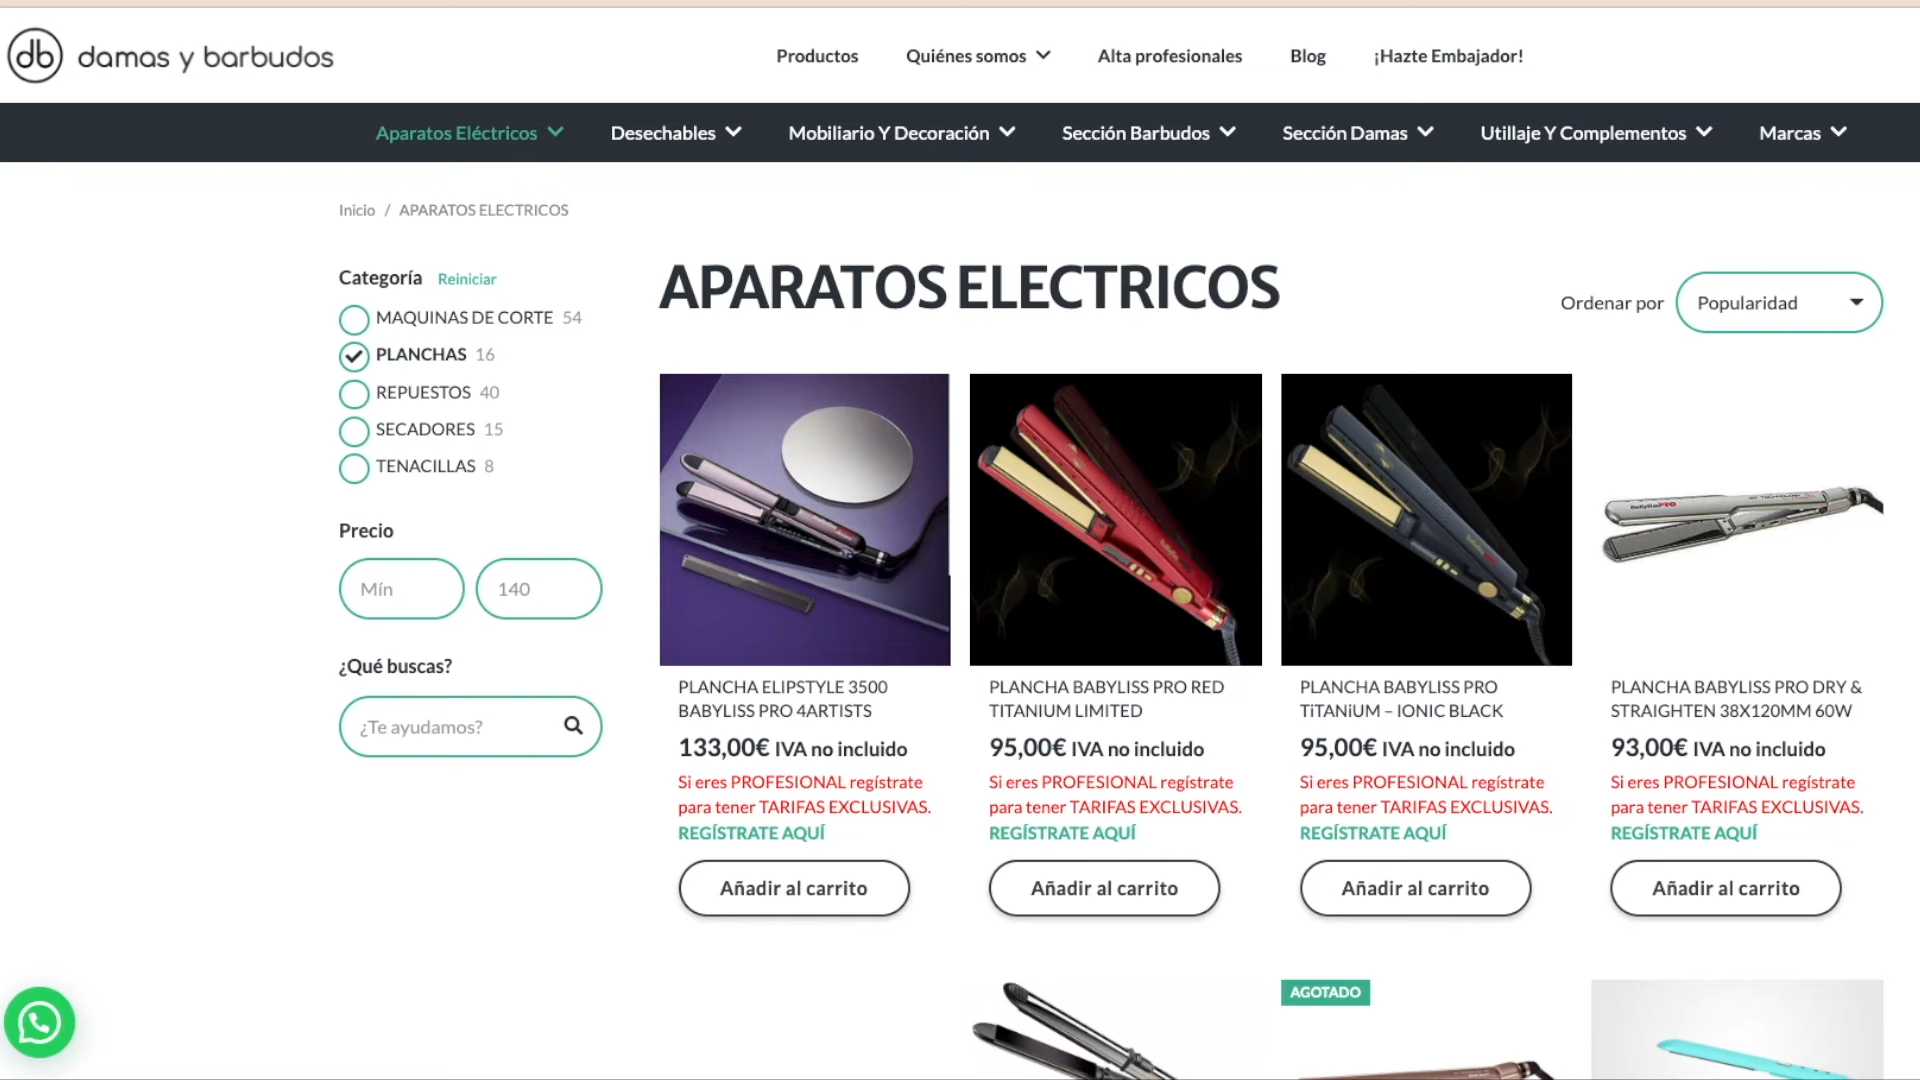 db damas y barbudos
Productos
Quiénes somos
Alta profesionales
Blog
¡Hazte Embajador!
Aparatos Eléctricos
Desechables
Mobiliario Y Decoración
Sección Barbudos
Sección Damas
Utillaje Y Complementos
Marcas
Inicio / APARATOS ELECTRICOS
Categoría Reiniciar
MAQUINAS DE CORTE 54
PLANCHAS 16
REPUESTOS 40
SECADORES 15
TENACILLAS 8
Precio
Mín
140
¿Qué buscas?
¿Te ayudamos?
APARATOS ELECTRICOS
Ordenar por
Popularidad
PLANCHA ELIPSTYLE 3500
BABYLISS PRO 4ARTISTS
133,00€ IVA no incluido
Si eres PROFESIONAL regístrate
para tener TARIFAS EXCLUSIVAS.
REGÍSTRATE AQUÍ
Añadir al carrito
PLANCHA BABYLISS PRO RED
TITANIUM LIMITED
95,00€ IVA no incluido
Si eres PROFESIONAL regístrate
para tener TARIFAS EXCLUSIVAS.
REGÍSTRATE AQUÍ
Añadir al carrito
PLANCHA BABYLISS PRO
TiTANiUM – IONIC BLACK
95,00€ IVA no incluido
Si eres PROFESIONAL regístrate
para tener TARIFAS EXCLUSIVAS.
REGÍSTRATE AQUÍ
Añadir al carrito
BabylissPRO
PLANCHA BABYLISS PRO DRY &
STRAIGHTEN 38X120MM 60W
93,00€ IVA no incluido
Si eres PROFESIONAL regístrate
para tener TARIFAS EXCLUSIVAS.
REGÍSTRATE AQUÍ
Añadir al carrito
AGOTADO